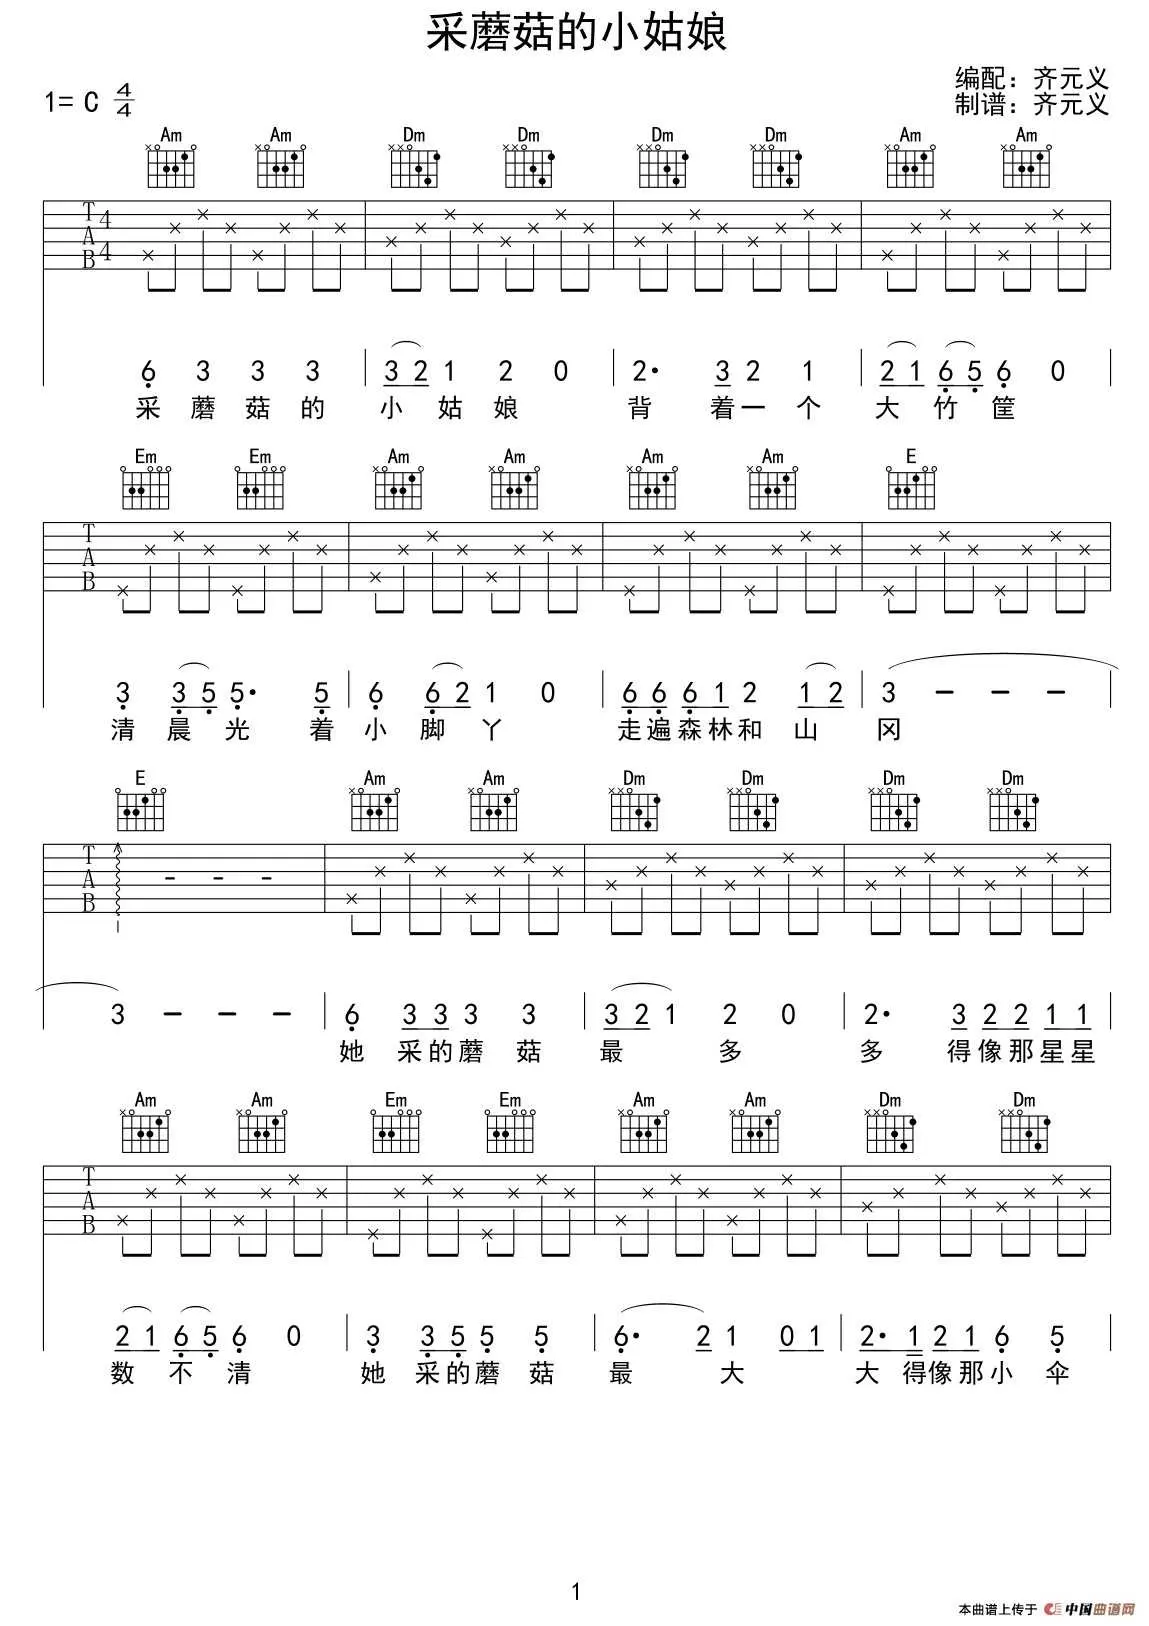 采蘑菇的小姑娘
编配：齐元义
1= C 4/4
制谱：齐元义
Am Am Dm Dm Dm Dm Am Am
T A B 4 4
6 3 3 3 3 2 1 2 0 2· 3 2 1 2 1 6 5 6 0
采 蘑 菇 的 小 姑 娘 背 着 一 个 大 竹 筐
Em Em Am Am Am Am E
T A B
3 3 5 5· 5 6 6 2 1 0 6 6 6 1 2 1 2 3 – – –
清 晨 光 着 小 脚 丫 走 遍 森 林 和 山 冈
E Am Am Dm Dm Dm Dm
T A B - - -
3 – – – 6 3 3 3 3 3 2 1 2 0 2· 3 2 2 1 1
她 采 的 蘑 菇 最 多 多 得 像 那 星 星
Am Am Em Em Am Am Dm Dm
T A B
2 1 6 5 6 0 3 3 5 5 5 6· 2 1 0 1 2· 1 2 1 6 5
数 不 清 她 采 的 蘑 菇 最 大 大 得 像 那 小 伞
1
本曲谱上传于 中国曲谱网